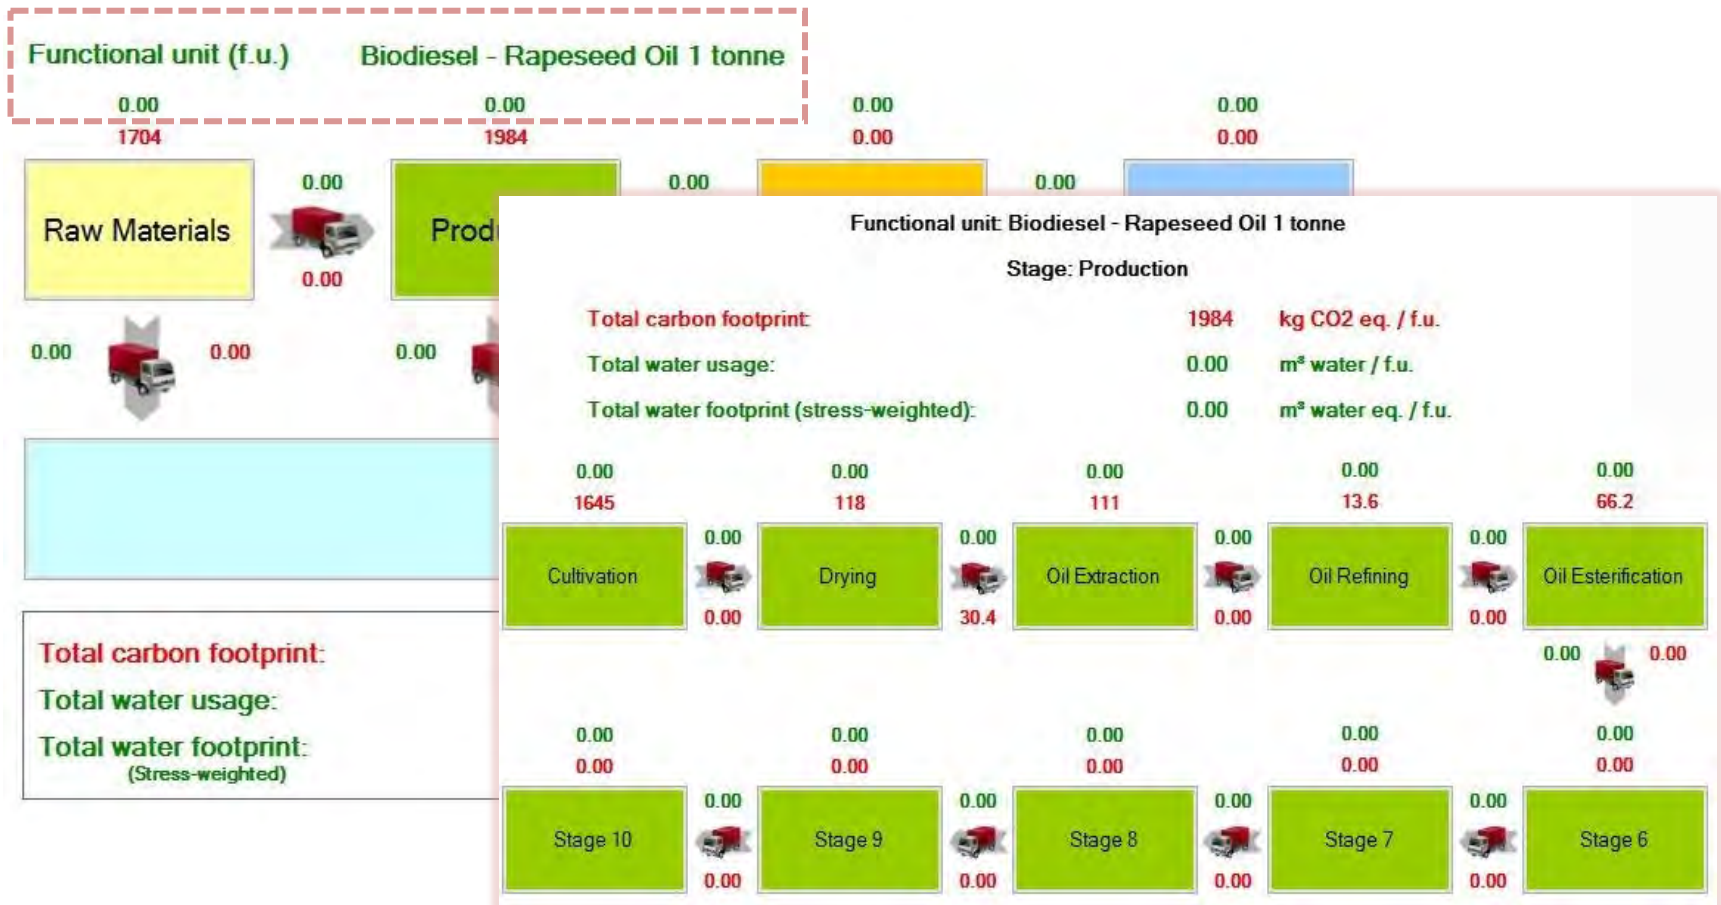 Functional unit (f.u.) Biodiesel - Rapeseed Oil 1 tonne
0.00 0.00 0.00 0.00
1704 1984 0.00 0.00
0.00 0.00 0.00
Raw Materials Produ
0.00
0.00 0.00 0.00
Total carbon footprint:
Total water usage:
Total water footprint:
(Stress-weighted)
Functional unit: Biodiesel - Rapeseed Oil 1 tonne
Stage: Production
Total carbon footprint: 1984 kg CO2 eq. / f.u.
Total water usage: 0.00 m³ water / f.u.
Total water footprint (stress-weighted): 0.00 m³ water eq. / f.u.
0.00 0.00 0.00 0.00 0.00
1645 118 111 13.6 66.2
0.00 0.00 0.00 0.00
Cultivation Drying Oil Extraction Oil Refining Oil Esterification
0.00 30.4 0.00 0.00
0.00 0.00
0.00 0.00 0.00 0.00 0.00
0.00 0.00 0.00 0.00 0.00
0.00 0.00 0.00 0.00
Stage 10 Stage 9 Stage 8 Stage 7 Stage 6
0.00 0.00 0.00 0.00